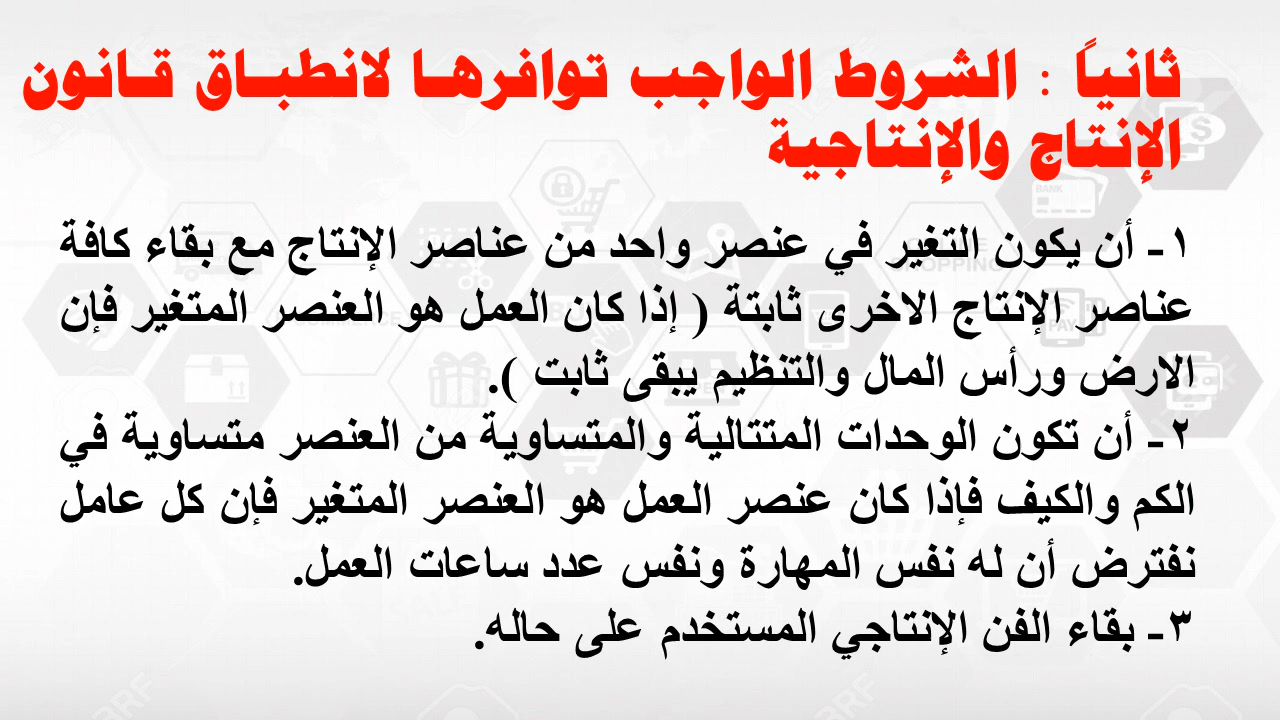 ثانياً : الشروط الواجب توافرها لانطباق قانون
الإنتاج والإنتاجية
١- أن يكون التغير في عنصر واحد من عناصر الإنتاج مع بقاء كافة
عناصر الإنتاج الاخرى ثابتة ( إذا كان العمل هو العنصر المتغير فإن
الارض ورأس المال والتنظيم يبقى ثابت ).
٢- أن تكون الوحدات المتتالية والمتساوية من العنصر متساوية في
الكم والكيف فإذا كان عنصر العمل هو العنصر المتغير فإن كل عامل
نفترض أن له نفس المهارة ونفس عدد ساعات العمل.
٣- بقاء الفن الإنتاجي المستخدم على حاله.
BANK
SHOPPING
PAY